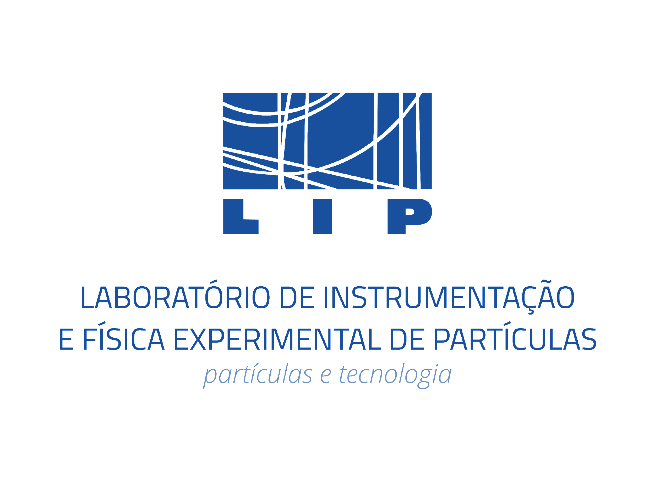 LIP
LABORATÓRIO DE INSTRUMENTAÇÃO
E FÍSICA EXPERIMENTAL DE PARTÍCULAS
partículas e tecnologia